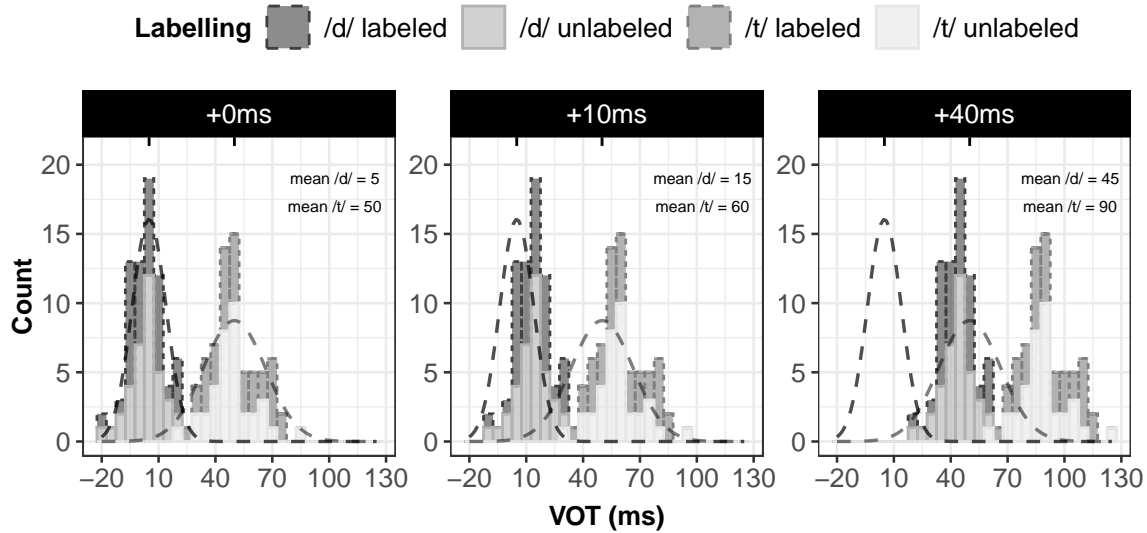 Labelling /d/ labeled /d/ unlabeled /t/ labeled /t/ unlabeled
+0ms +10ms +40ms
mean /d/ = 5
mean /t/ = 50
mean /d/ = 15
mean /t/ = 60
mean /d/ = 45
mean /t/ = 90
Count
20
15
10
5
0
20
15
10
5
0
20
15
10
5
0
−20 10 40 70 100 130
−20 10 40 70 100 130
−20 10 40 70 100 130
VOT (ms)